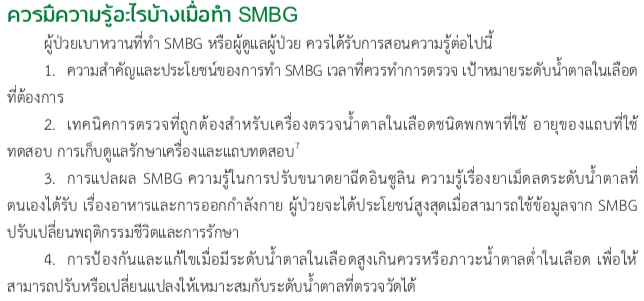 ควรมีความรู้อะไรบ้างเมื่อทำ SMBG
ผู้ป่วยเบาหวานที่ทำ SMBG หรือผู้ดูแลผู้ป่วย ควรได้รับการสอนความรู้ต่อไปนี้
1. ความสำคัญและประโยชน์ของการทำ SMBG เวลาที่ควรทำการตรวจ เป้าหมายระดับน้ำตาลในเลือด
ที่ต้องการ
2. เทคนิคการตรวจที่ถูกต้องสำหรับเครื่องตรวจน้ำตาลในเลือดชนิดพกพาที่ใช้ อายุของแถบที่ใช้
ทดสอบ การเก็บดูแลรักษาเครื่องและแถบทดสอบ⁷
3. การแปลผล SMBG ความรู้ในการปรับขนาดยาฉีดอินซูลิน ความรู้เรื่องยาเม็ดลดระดับน้ำตาลที่
ตนเองได้รับ เรื่องอาหารและการออกกำลังกาย ผู้ป่วยจะได้ประโยชน์สูงสุดเมื่อสามารถใช้ข้อมูลจาก SMBG
ปรับเปลี่ยนพฤติกรรมชีวิตและการรักษา
4. การป้องกันและแก้ไขเมื่อมีระดับน้ำตาลในเลือดสูงเกินควรหรือภาวะน้ำตาลต่ำในเลือด เพื่อให้
สามารถปรับหรือเปลี่ยนแปลงให้เหมาะสมกับระดับน้ำตาลที่ตรวจวัดได้